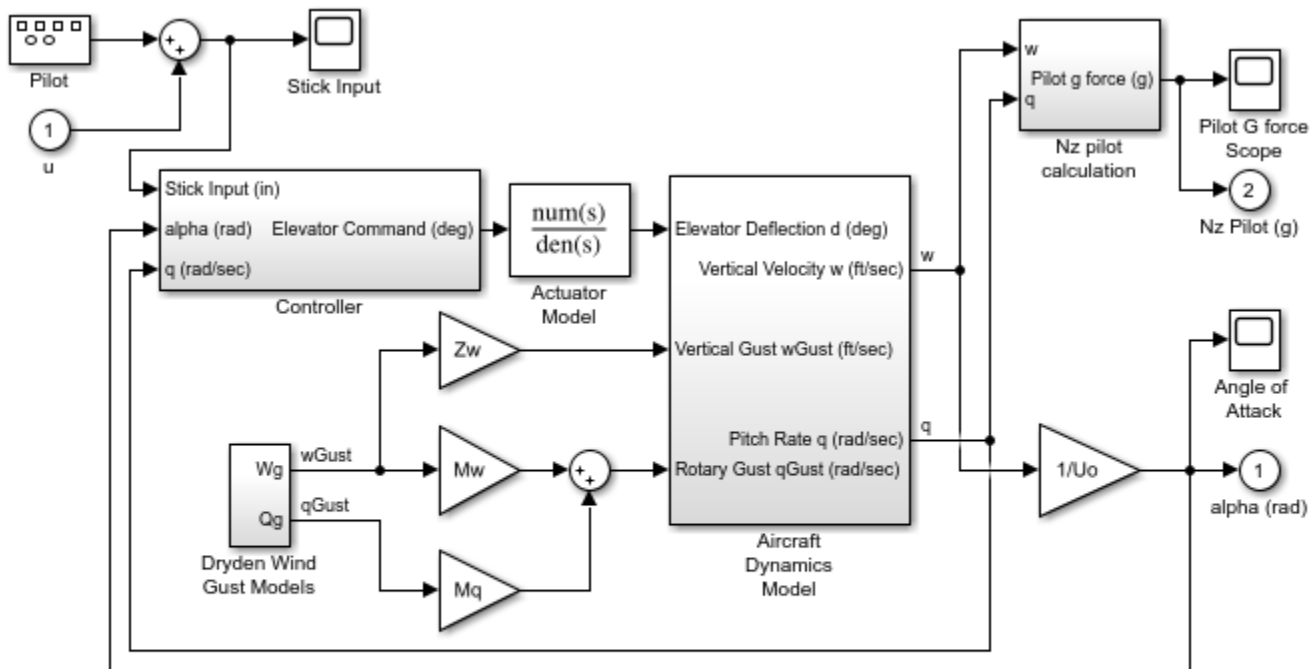 Pilot
1
u
Stick Input
Stick Input (in)
alpha (rad)
q (rad/sec)
Elevator Command (deg)
Controller
num(s)
den(s)
Actuator
Model
Zw
Mw
Mq
Wg
Qg
wGust
qGust
Dryden Wind
Gust Models
Elevator Deflection d (deg)
Vertical Velocity w (ft/sec)
Vertical Gust wGust (ft/sec)
Pitch Rate q (rad/sec)
Rotary Gust qGust (rad/sec)
Aircraft
Dynamics
Model
w
q
w
Pilot g force (g)
q
Nz pilot
calculation
Pilot G force
Scope
2
Nz Pilot (g)
Angle of
Attack
1/Uo
1
alpha (rad)